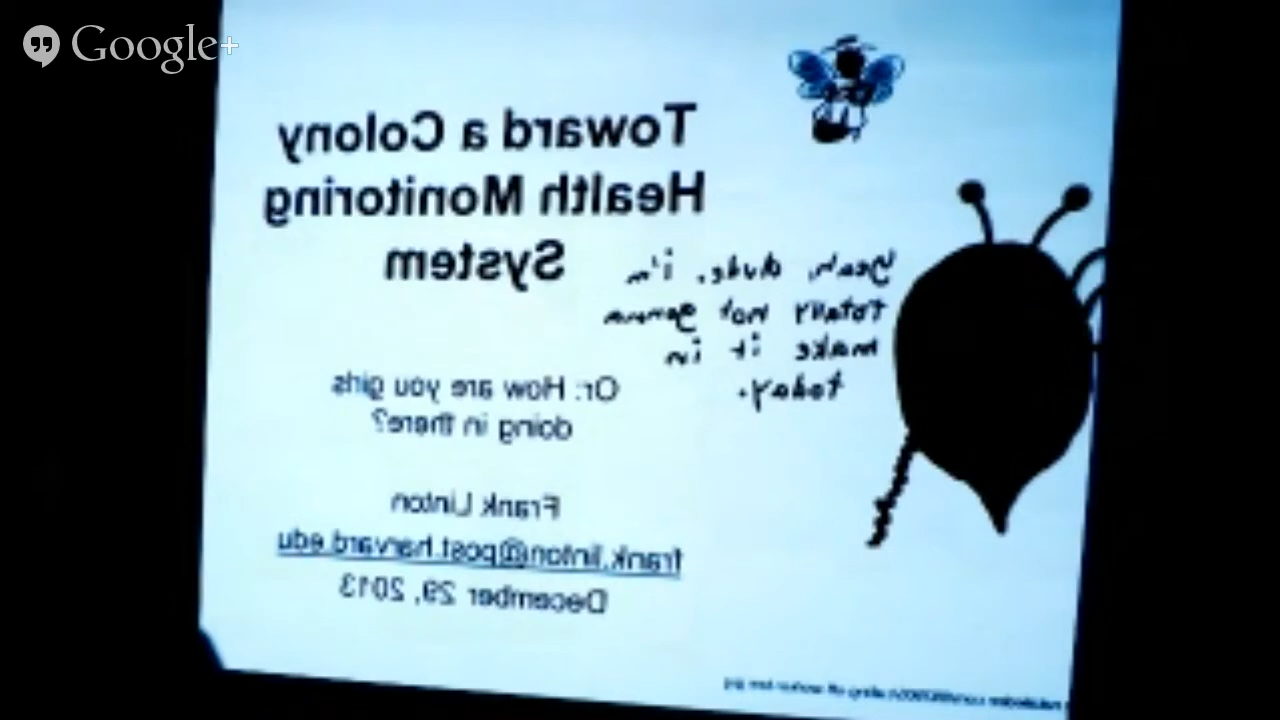 Google+
Toward a Colony
Health Monitoring
System
yeah, dude. i'm
totally not gonna
make it in
today.
Or: How are you girls
doing in there?
Frank Linton
frank.linton@post.harvard.edu
December 29, 2013